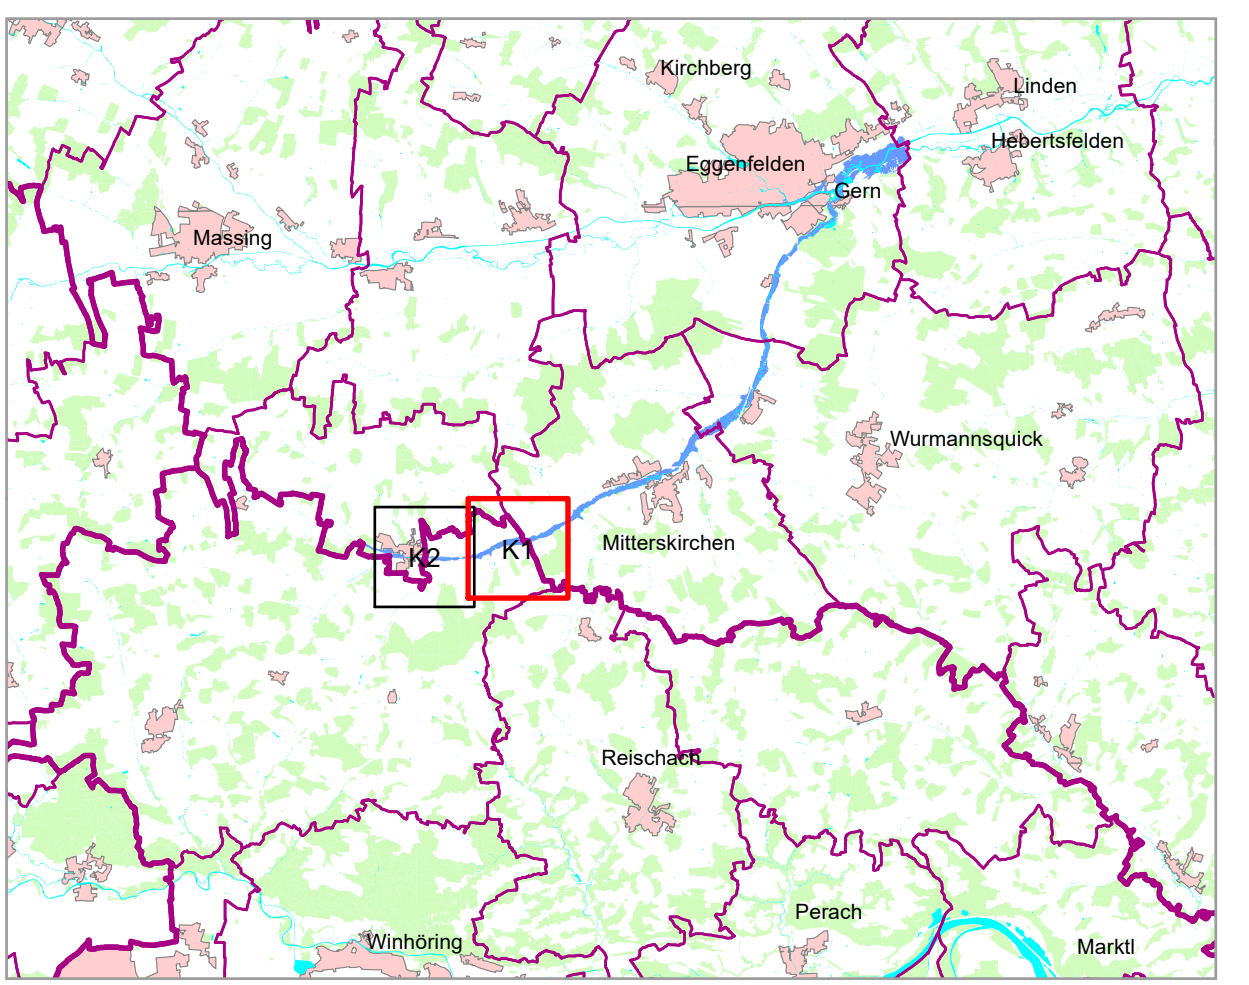 Kirchberg
Linden
Hebertsfelden
Eggenfelden
Gern
Massing
Wurmannsquick
K1
K2
Mitterskirchen
Reischach
Perach
Winhöring
Marktl